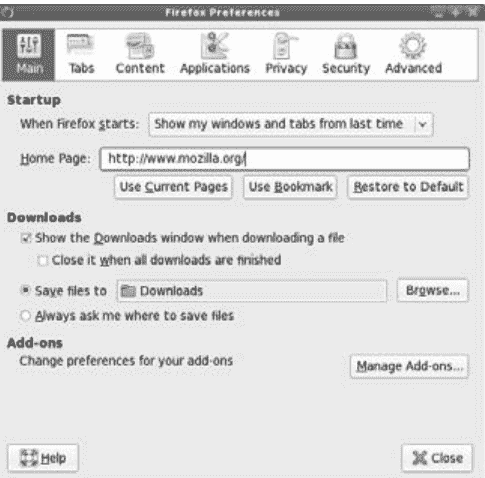 Firefox Preferences
Main Tabs Content Applications Privacy Security Advanced
Startup
When Firefox starts: Show my windows and tabs from last time
Home Page: http://www.mozilla.org/
Use Current Pages Use Bookmark Restore to Default
Downloads
Show the Downloads window when downloading a file
Close it when all downloads are finished
Save files to Downloads Browse...
Always ask me where to save files
Add-ons
Change preferences for your add-ons
Manage Add-ons...
Help Close